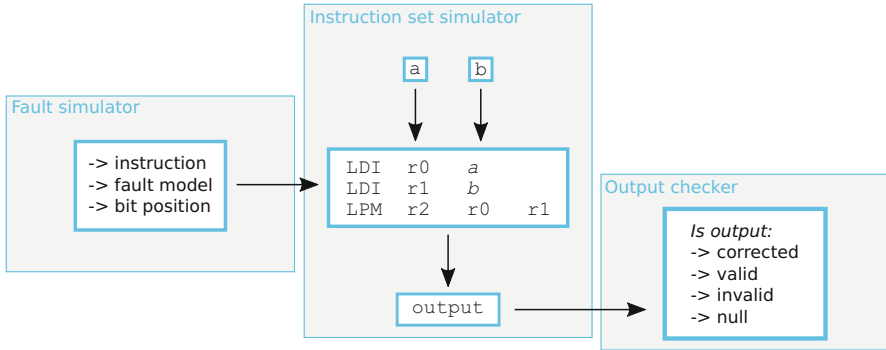 Instruction set simulator
a b
Fault simulator
-> instruction
-> fault model
-> bit position
LDI r0 a
LDI r1 b
LPM r2 r0 r1
output
Output checker
Is output:
-> corrected
-> valid
-> invalid
-> null